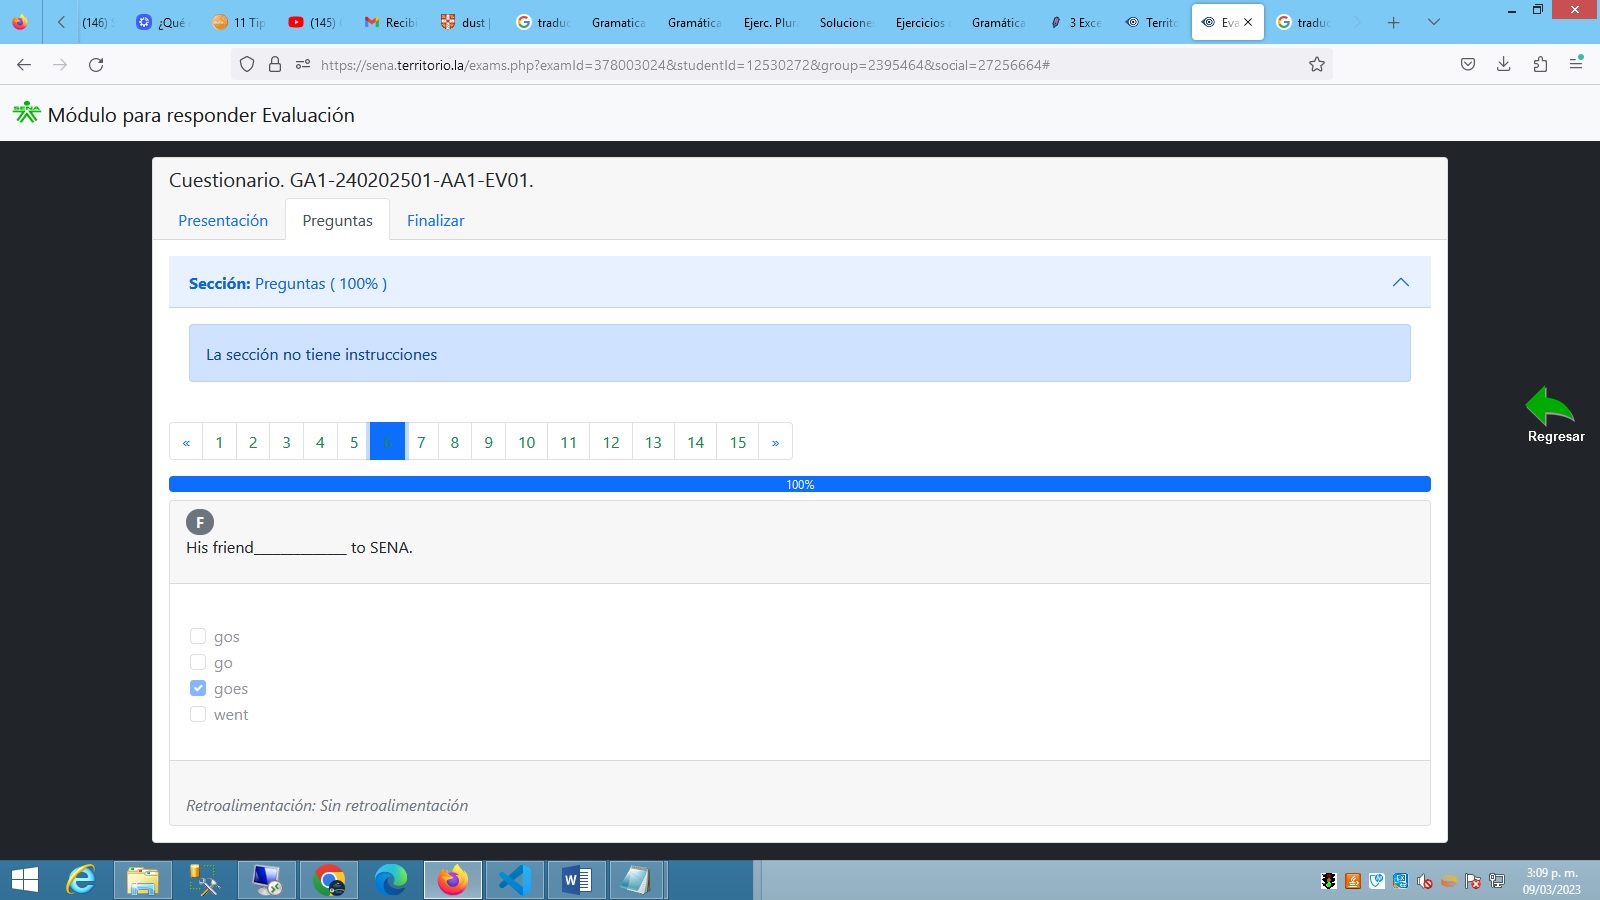 (146)
¿Qué
11 Tip
(145)
Recibi
dust
traduc
Gramatica
Gramática
Ejerc. Plur
Soluciones
Ejercicios
Gramática
3 Exce
Territo
Eva
traduc
https://sena.territorio.la/exams.php?examId=378003024&studentId=12530272&group=2395464&social=27256664#
SENA
Módulo para responder Evaluación
Cuestionario. GA1-240202501-AA1-EV01.
Presentación Preguntas Finalizar
Sección: Preguntas ( 100% )
La sección no tiene instrucciones
« 1 2 3 4 5 6 7 8 9 10 11 12 13 14 15 »
Regresar
100%
F
His friend____________ to SENA.
gos
go
goes
went
Retroalimentación: Sin retroalimentación
3:09 p. m.
09/03/2023